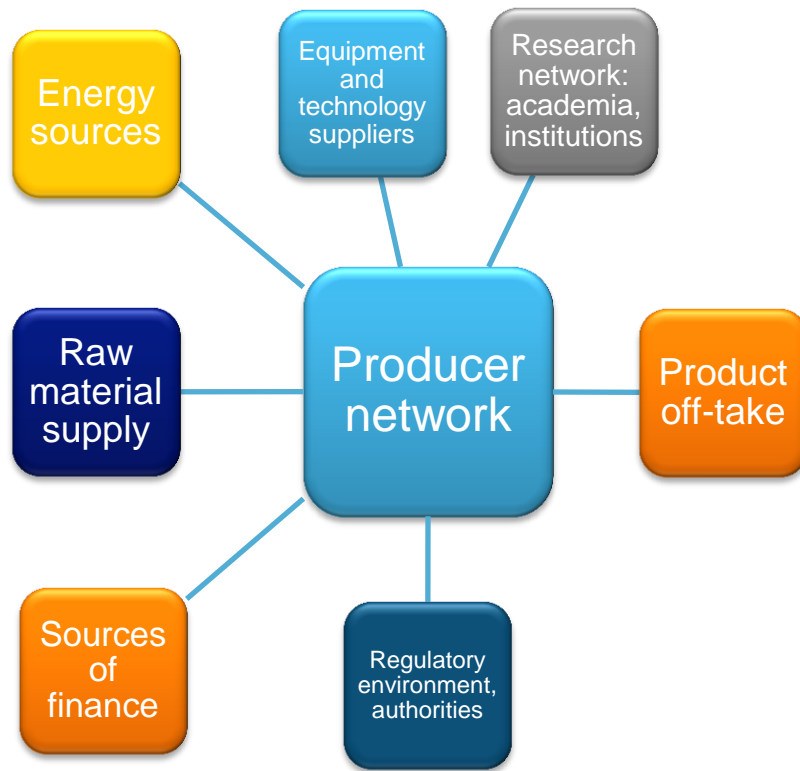 Energy
sources
Equipment
and
technology
suppliers
Research
network:
academia,
institutions
Raw
material
supply
Producer
network
Product
off-take
Sources
of
finance
Regulatory
environment,
authorities